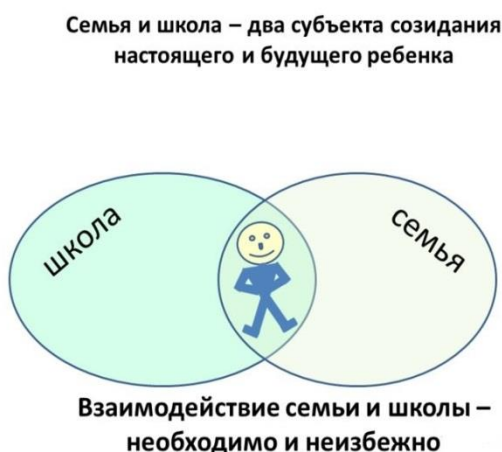 Семья и школа – два субъекта созидания
настоящего и будущего ребенка
школа
семья
Взаимодействие семьи и школы –
необходимо и неизбежно